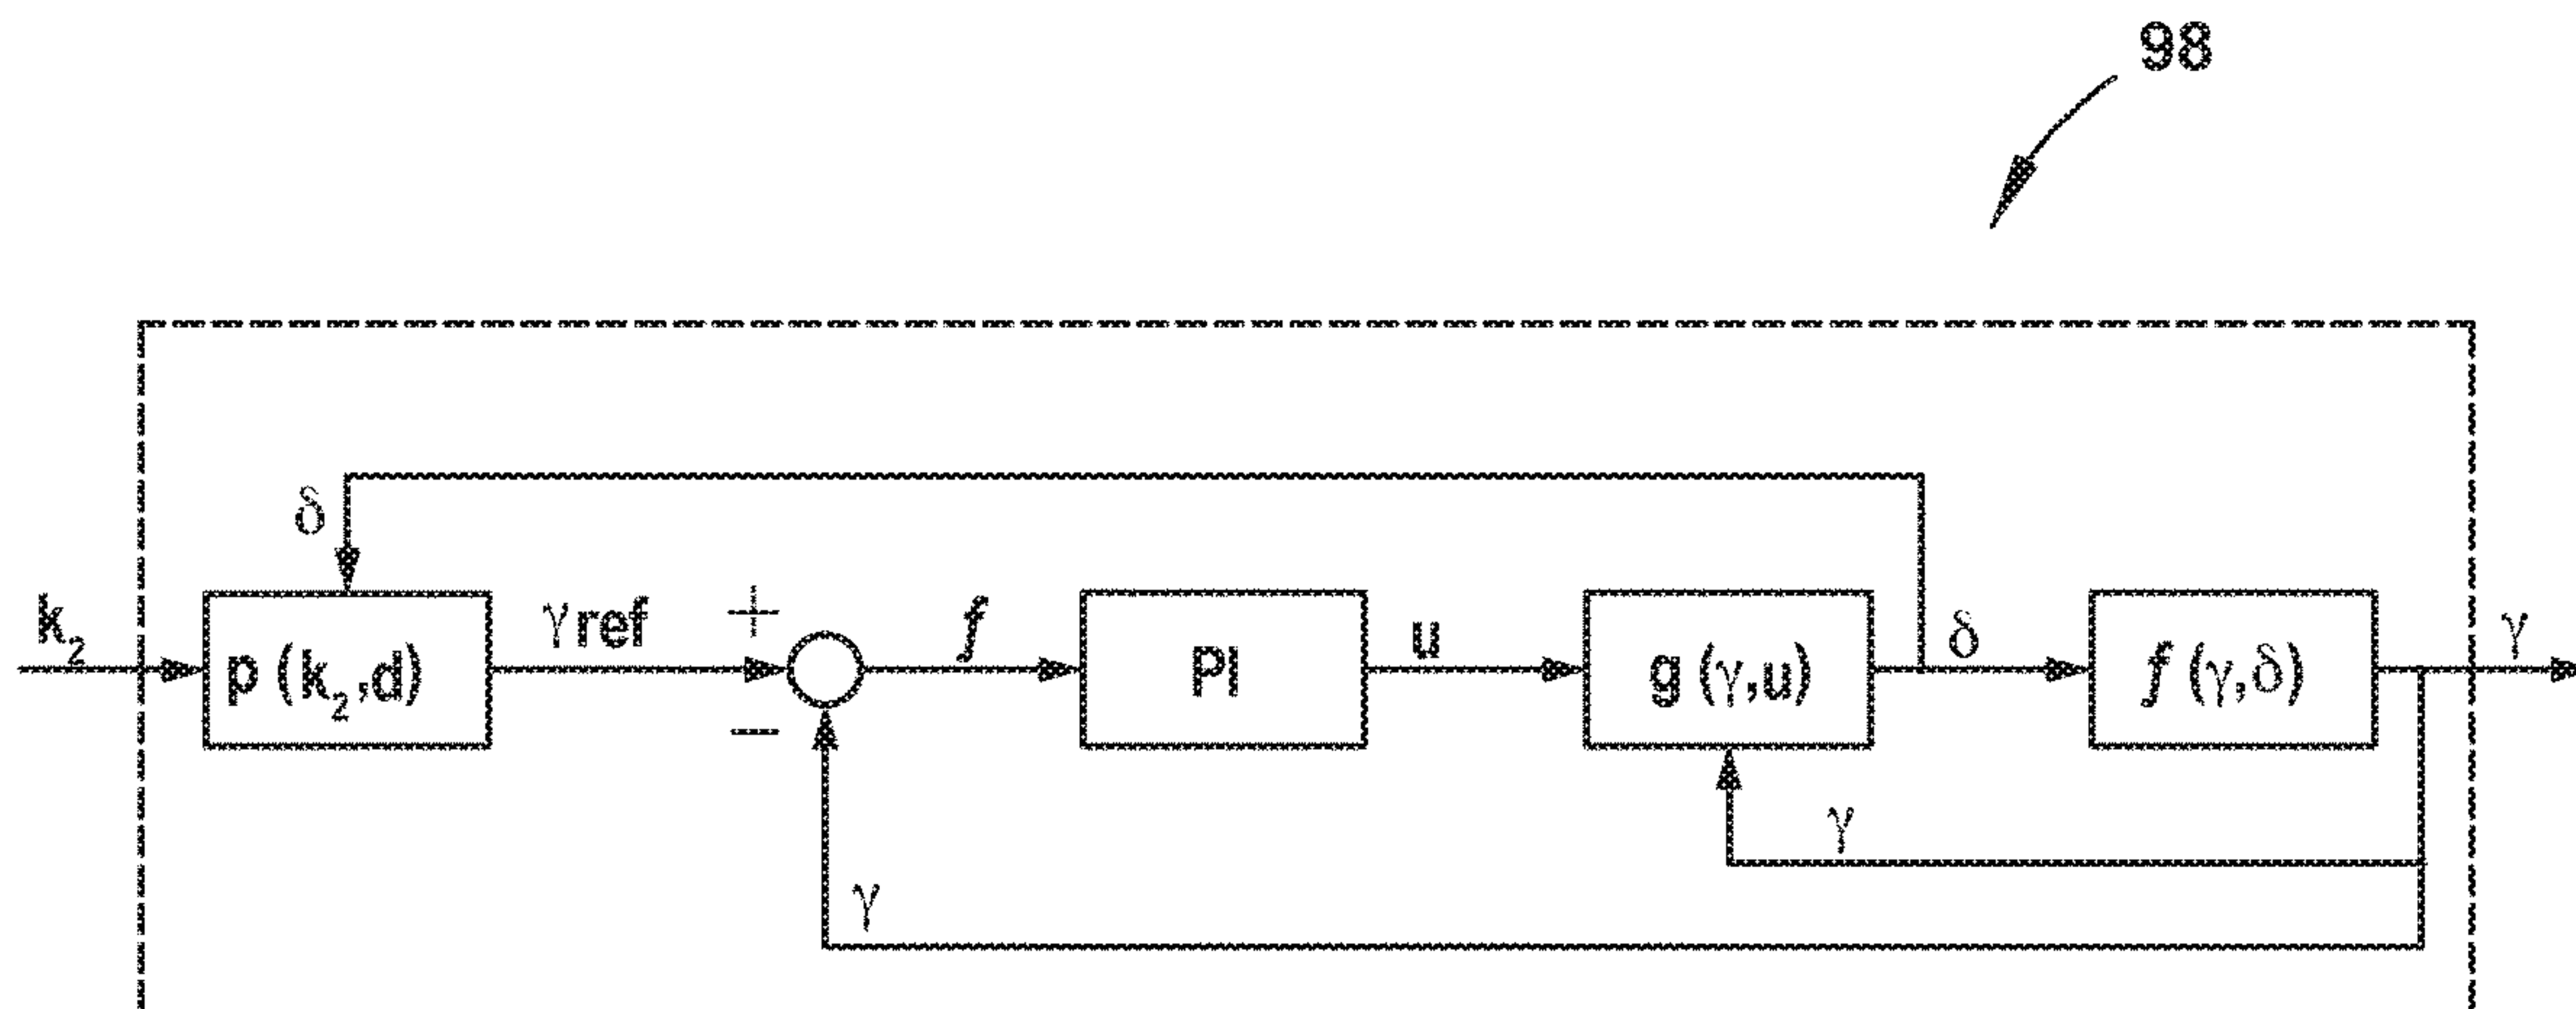 98
δ
k₂
p (k₂,d)
γref
+
−
f
PI
u
g (γ,u)
δ
f (γ,δ)
γ
γ
γ